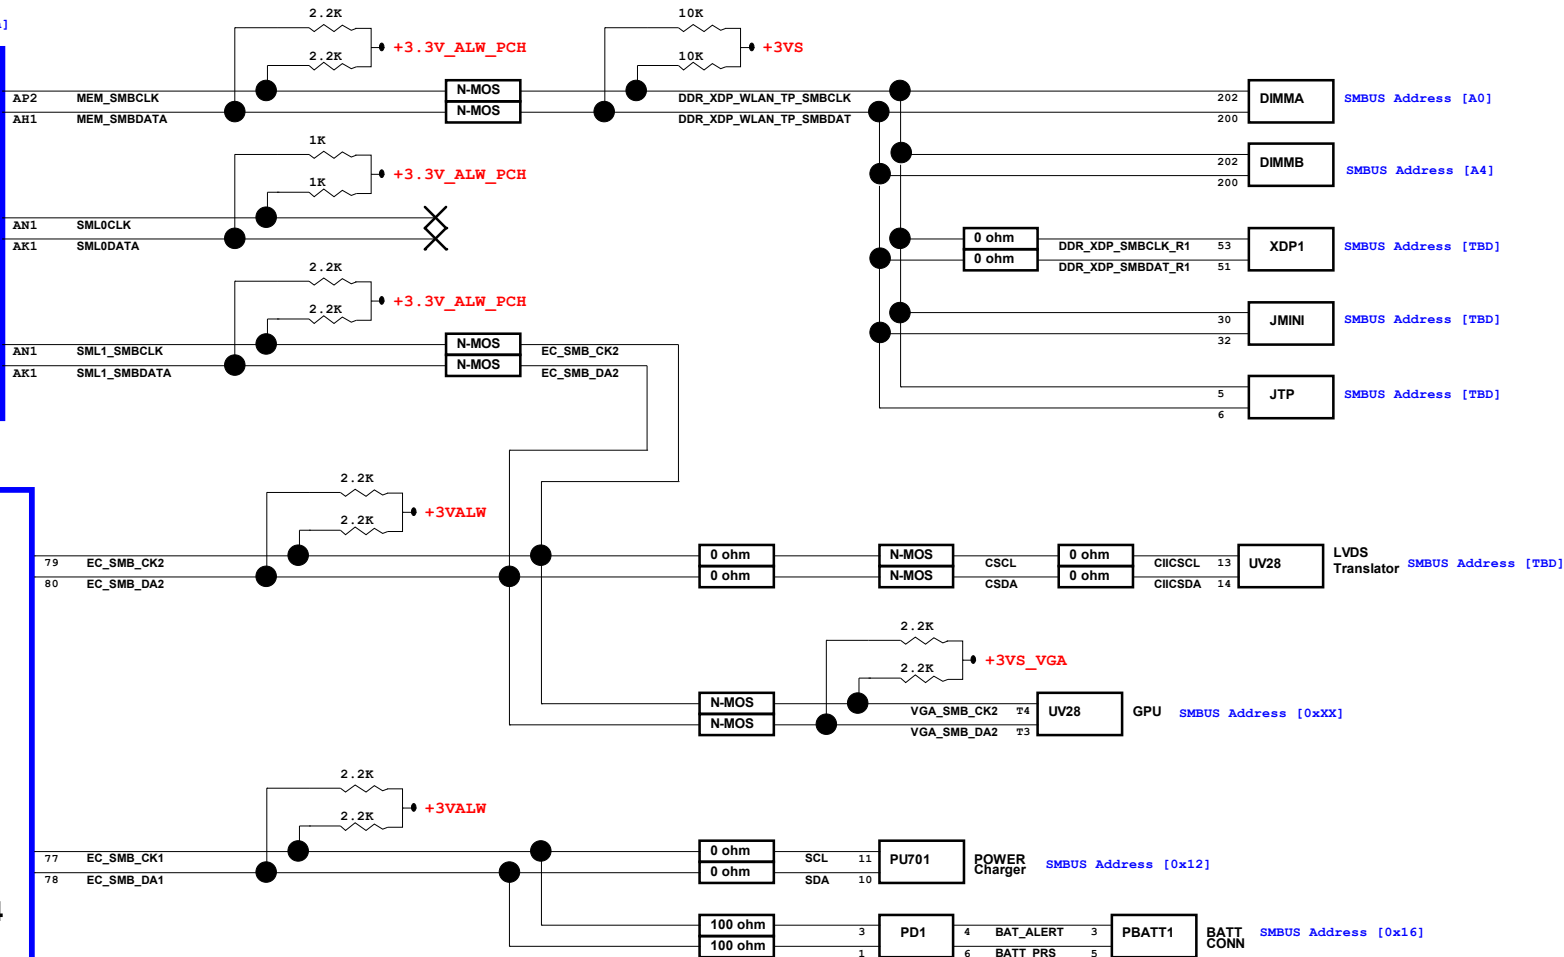 ]
2.2K
+3.3V_ALW_PCH
2.2K
10K
+3VS
10K
AP2 MEM_SMBCLK N-MOS DDR_XDP_WLAN_TP_SMBCLK 202 DIMMA SMBUS Address [A0]
AH1 MEM_SMBDATA N-MOS DDR_XDP_WLAN_TP_SMBDAT 200
1K
+3.3V_ALW_PCH
1K
202 DIMMB SMBUS Address [A4]
200
AN1 SML0CLK
AK1 SML0DATA
0 ohm DDR_XDP_SMBCLK_R1 53 XDP1 SMBUS Address [TBD]
0 ohm DDR_XDP_SMBDAT_R1 51
2.2K
+3.3V_ALW_PCH
2.2K
30 JMINI SMBUS Address [TBD]
32
AN1 SML1_SMBCLK N-MOS EC_SMB_CK2
AK1 SML1_SMBDATA N-MOS EC_SMB_DA2
5 JTP SMBUS Address [TBD]
6
2.2K
+3VALW
2.2K
79 EC_SMB_CK2 0 ohm N-MOS CSCL 0 ohm CIICSCL 13 UV28 LVDS
80 EC_SMB_DA2 0 ohm N-MOS CSDA 0 ohm CIICSDA 14 Translator SMBUS Address [TBD]
2.2K
+3VS_VGA
2.2K
N-MOS VGA_SMB_CK2 T4 UV28 GPU SMBUS Address [0xXX]
N-MOS VGA_SMB_DA2 T3
2.2K
+3VALW
2.2K
77 EC_SMB_CK1 0 ohm SCL 11 PU701 POWER
78 EC_SMB_DA1 0 ohm SDA 10 Charger SMBUS Address [0x12]
100 ohm 3 PD1 4 BAT_ALERT 3 PBATT1 BATT
100 ohm 1 6 BATT_PRS 5 CONN SMBUS Address [0x16]